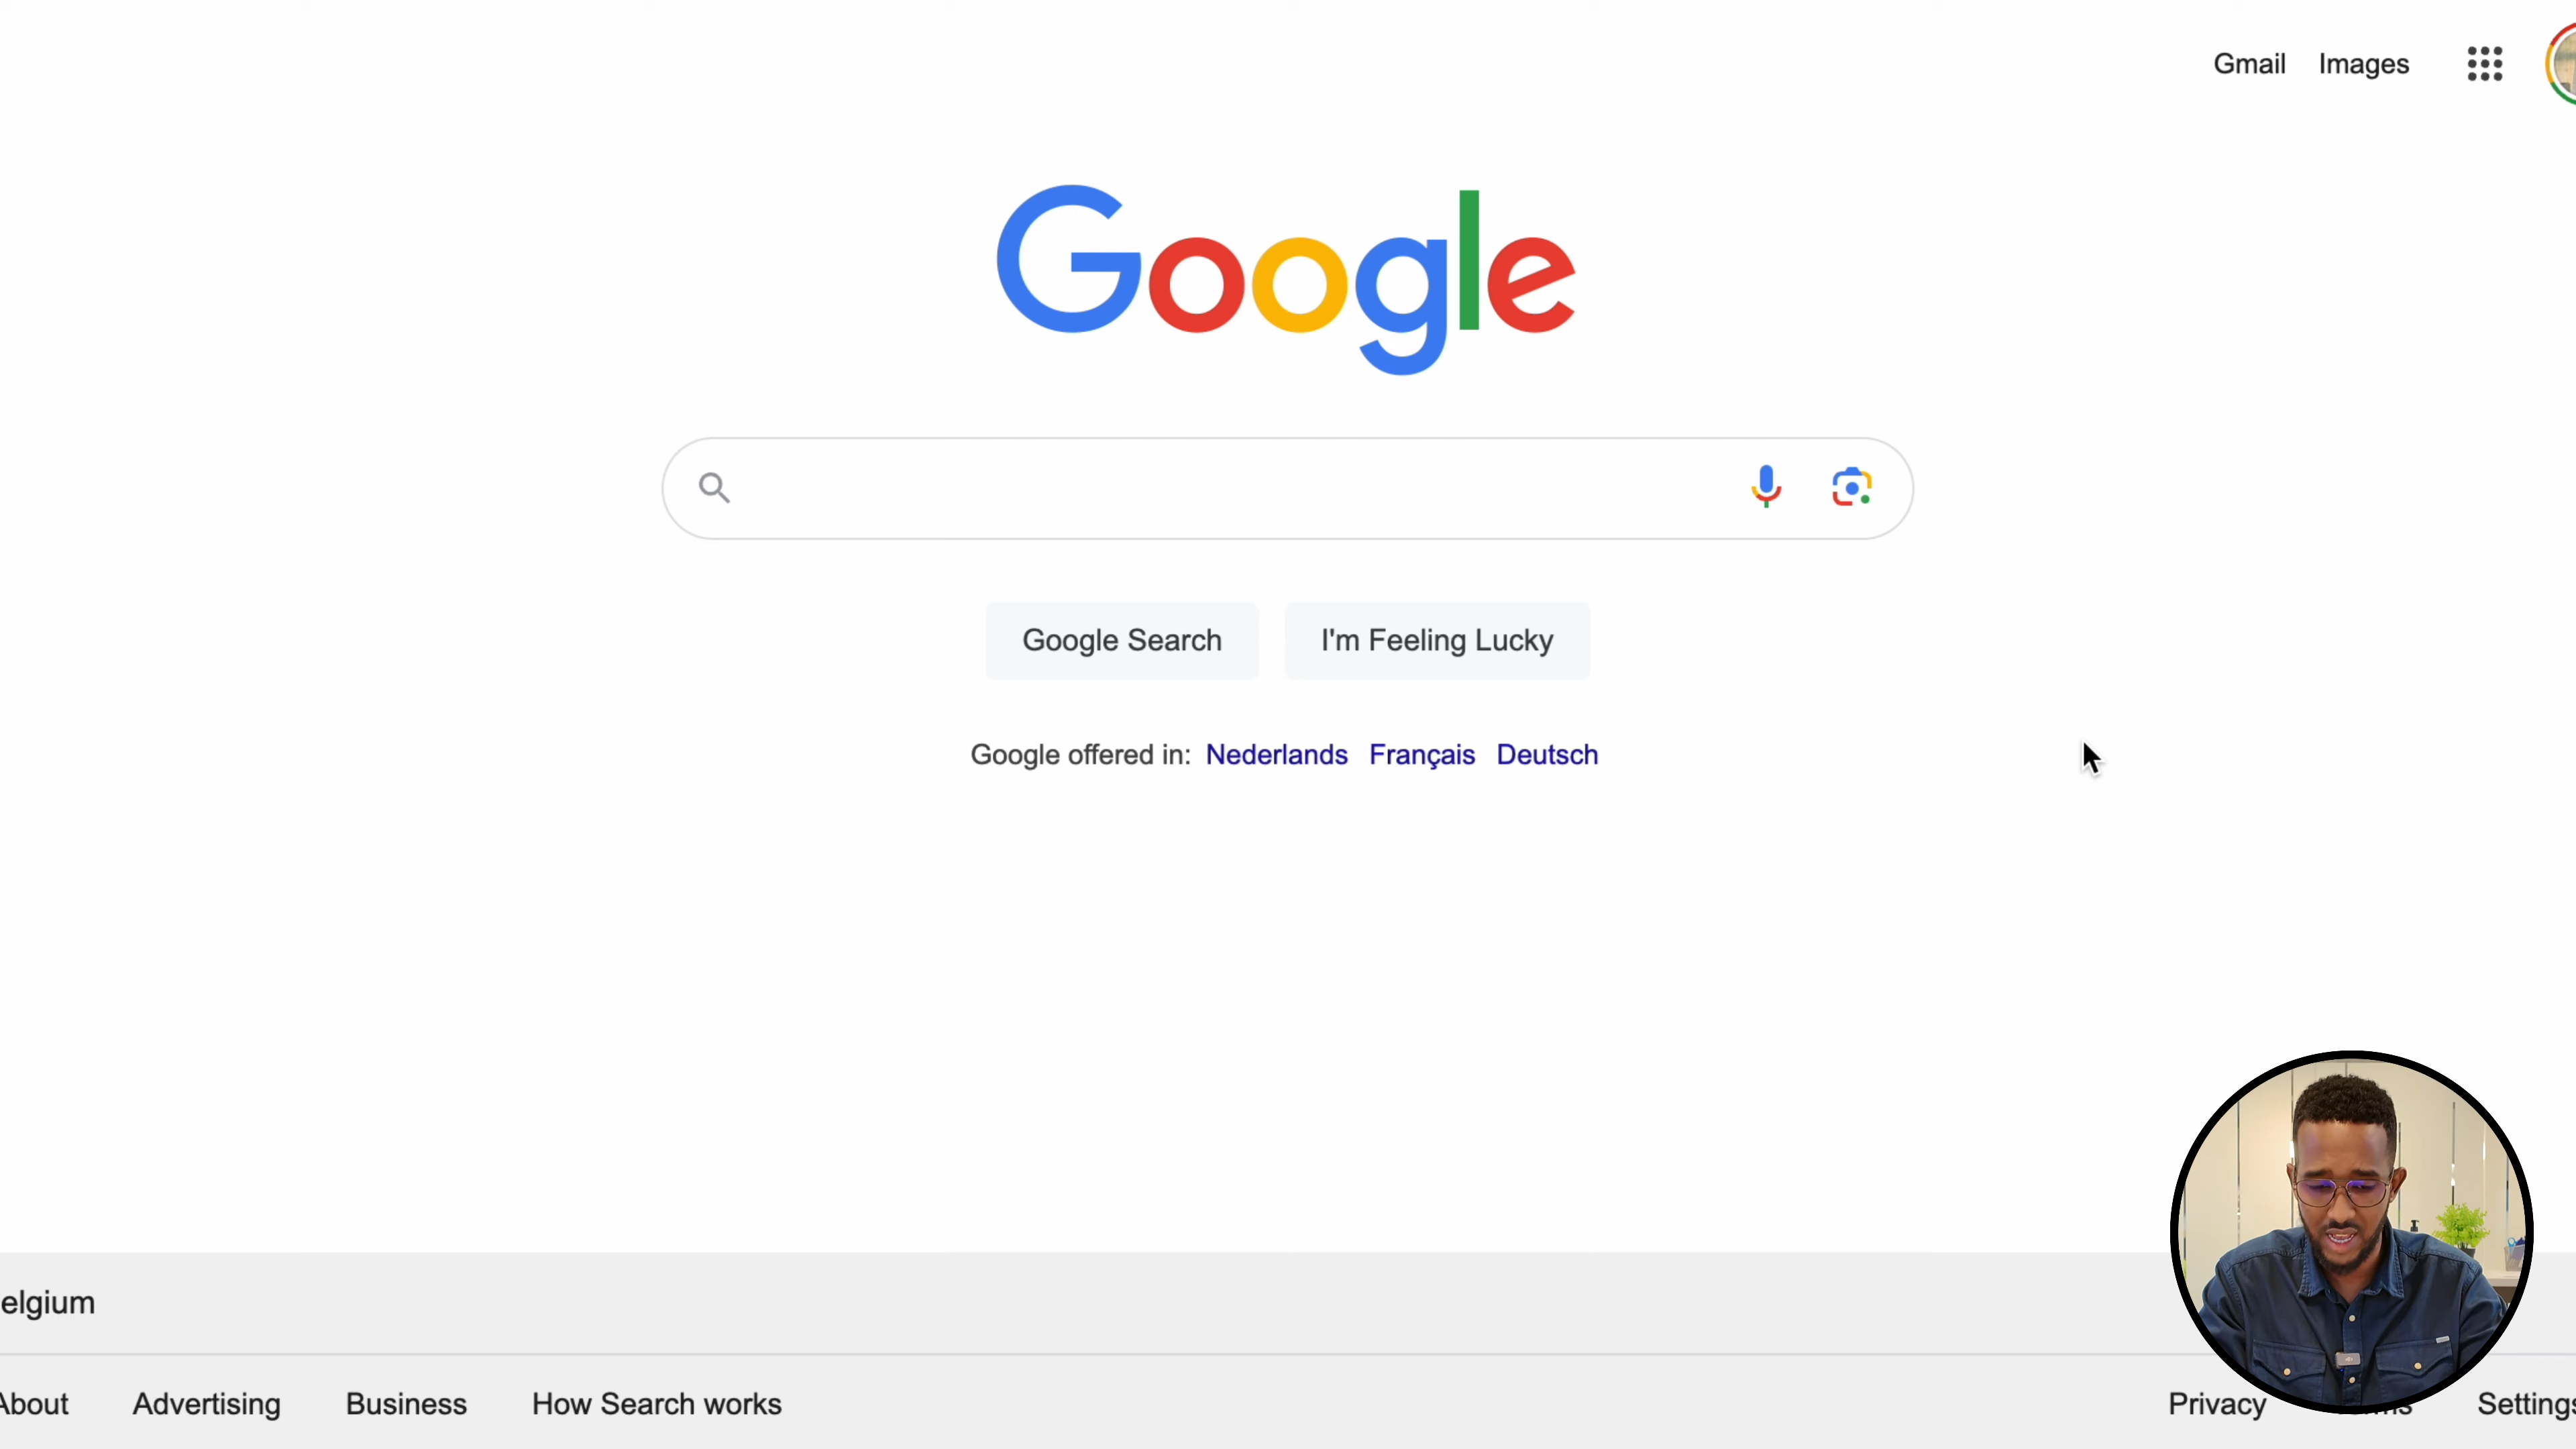 Gmail Images
Google
Google Search I'm Feeling Lucky
Google offered in: Nederlands Français Deutsch
elgium
About Advertising Business How Search works
Privacy Settings